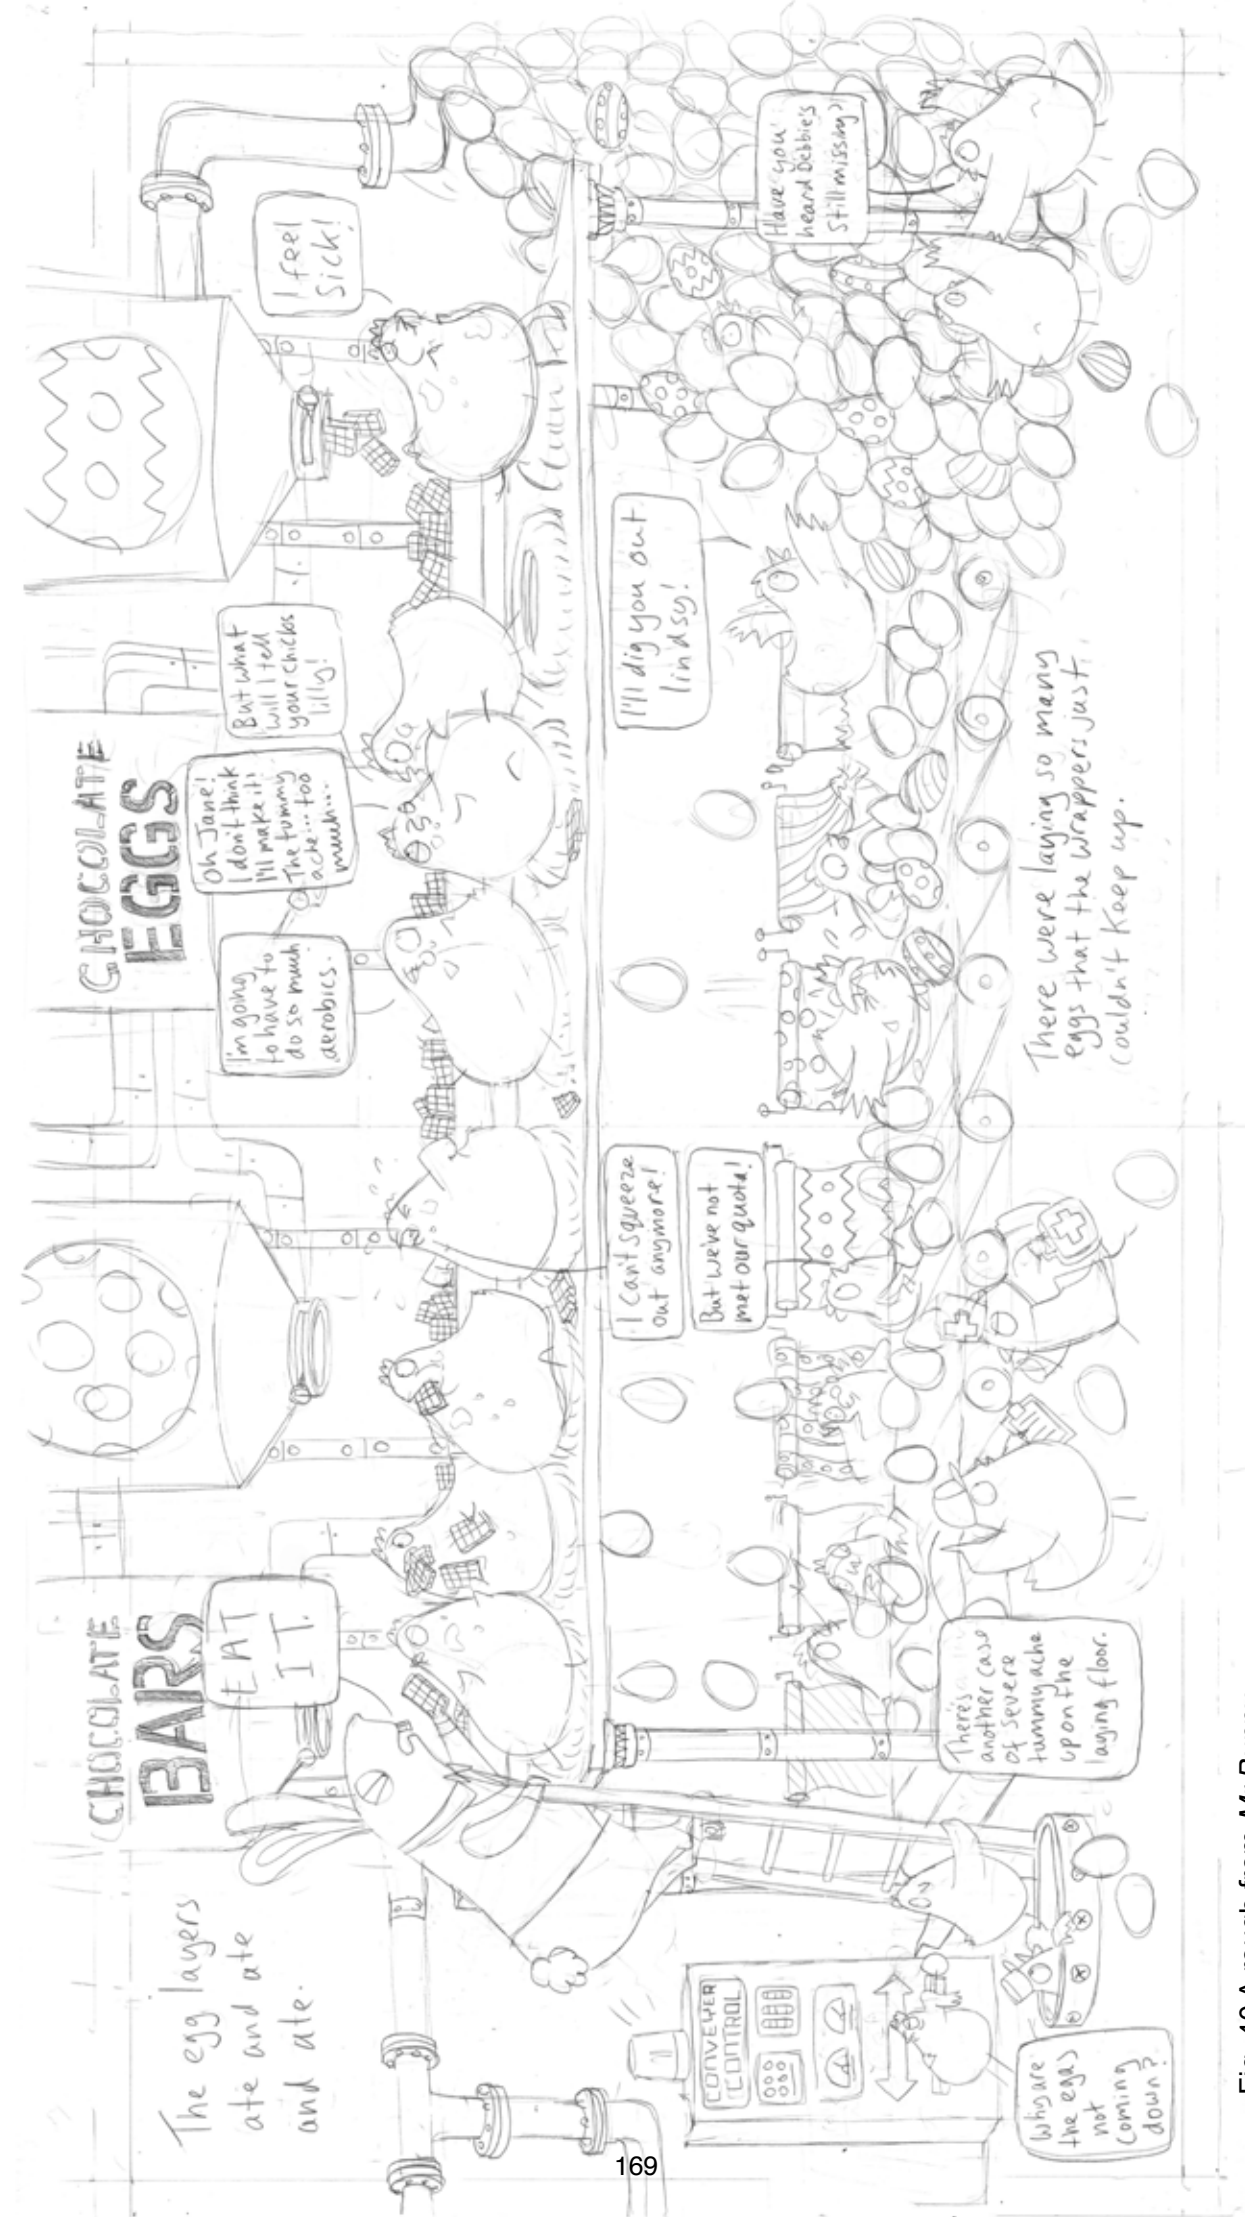 The egg layers
ate and ate
and ate.
CHOCOLATE
BARS
CHOCOLATE
EGGS
EAT
IT.
I'm going
to have to
do so much
aerobics.
Oh Jane!
I don't think
I'll make it!
The tummy
ache... too
much...
But what
will I tell
your chicks
lilly!
I feel
sick!
I can't squeeze
out anymore!
But we've not
met our quota!
I'll dig you out
lindsy!
Have you
heard Debbie's
still missing?!
CONVEYER
CONTROL
Why are
the eggs
not
coming
down?
There's
another case
of severe
tummyache
upon the
laying floor.
There were laying so many
eggs that the wrappers just
couldn't keep up.
169